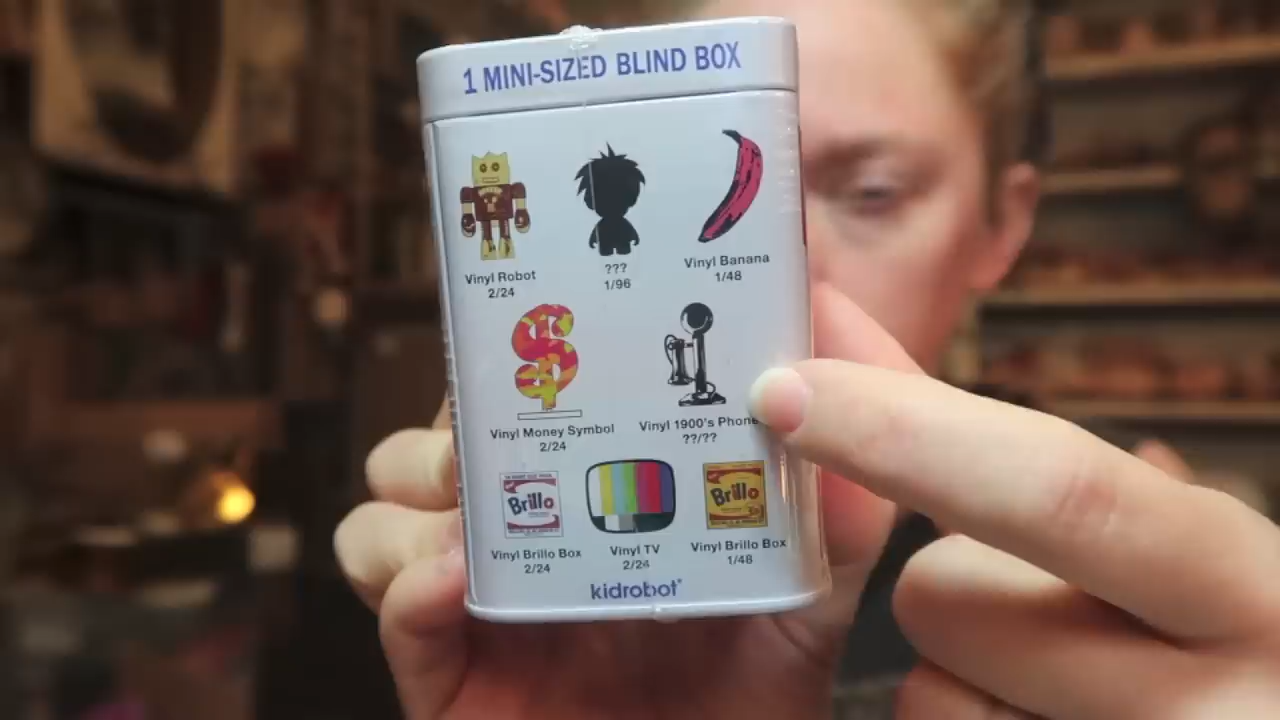 1 MINI-SIZED BLIND BOX
Vinyl Robot
2/24
???
1/96
Vinyl Banana
1/48
Vinyl Money Symbol
2/24
Vinyl 1900's Phone
??/??
Brillo
Brillo
Vinyl Brillo Box
2/24
Vinyl TV
2/24
Vinyl Brillo Box
1/48
kidrobot